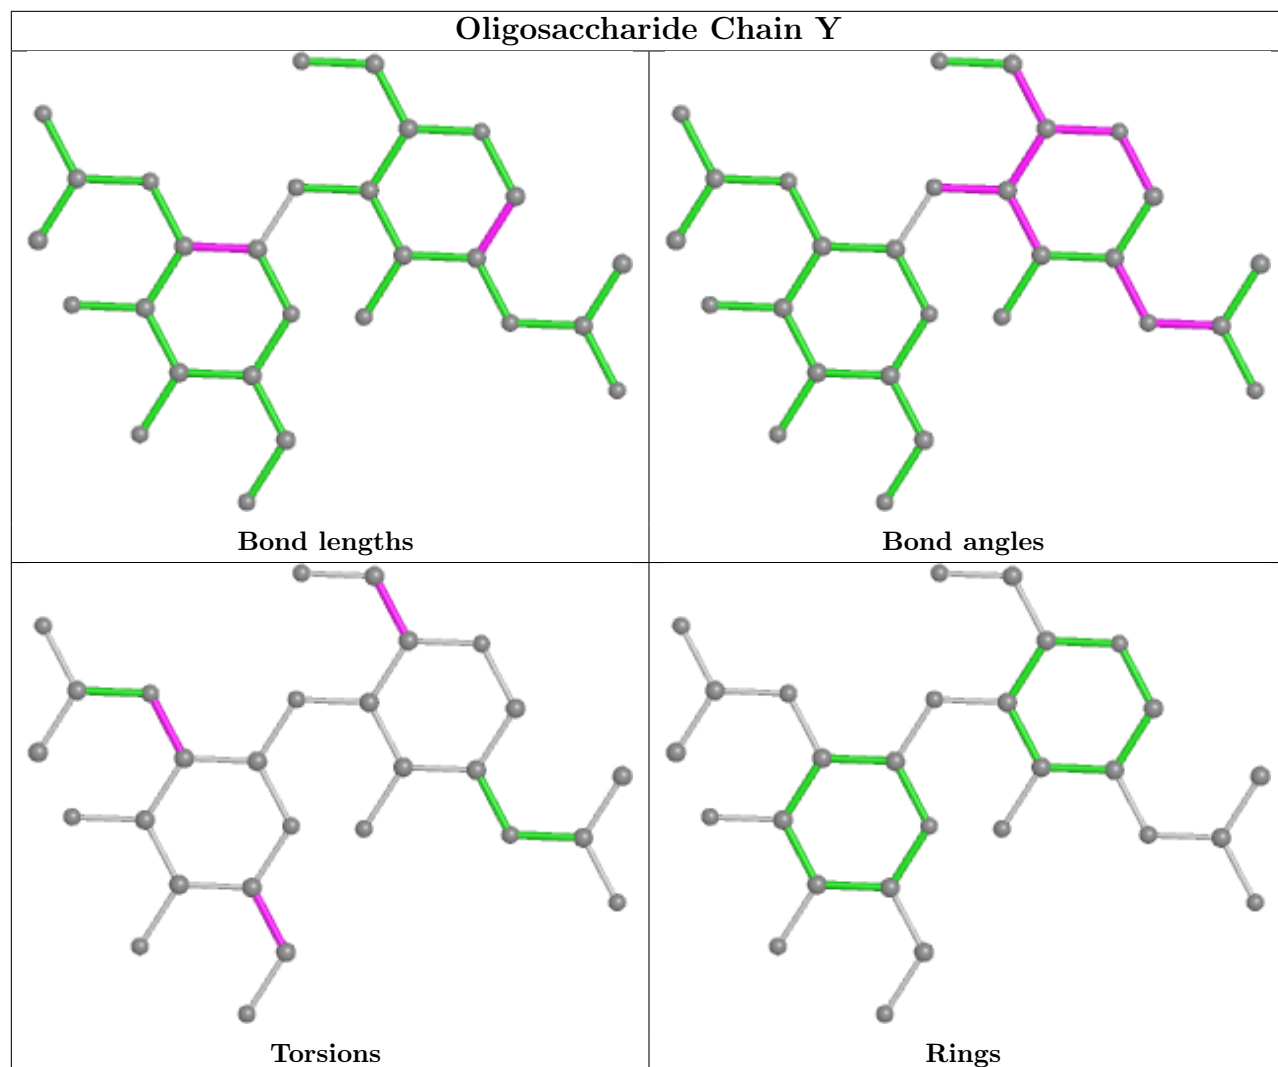 Oligosaccharide Chain Y
Bond lengths
Bond angles
Torsions
Rings